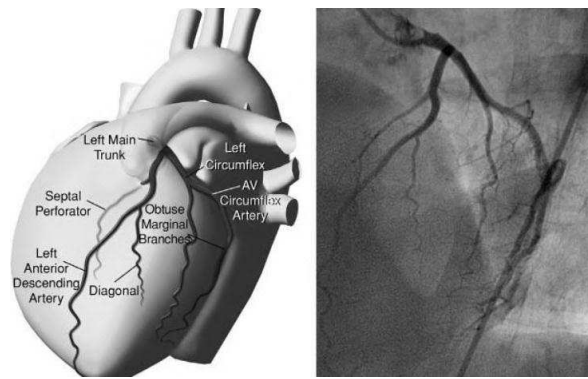 Left Main
Trunk
Left
Circumflex
AV
Circumflex
Artery
Septal
Perforator
Obtuse
Marginal
Branches
Left
Anterior
Descending
Artery
Diagonal